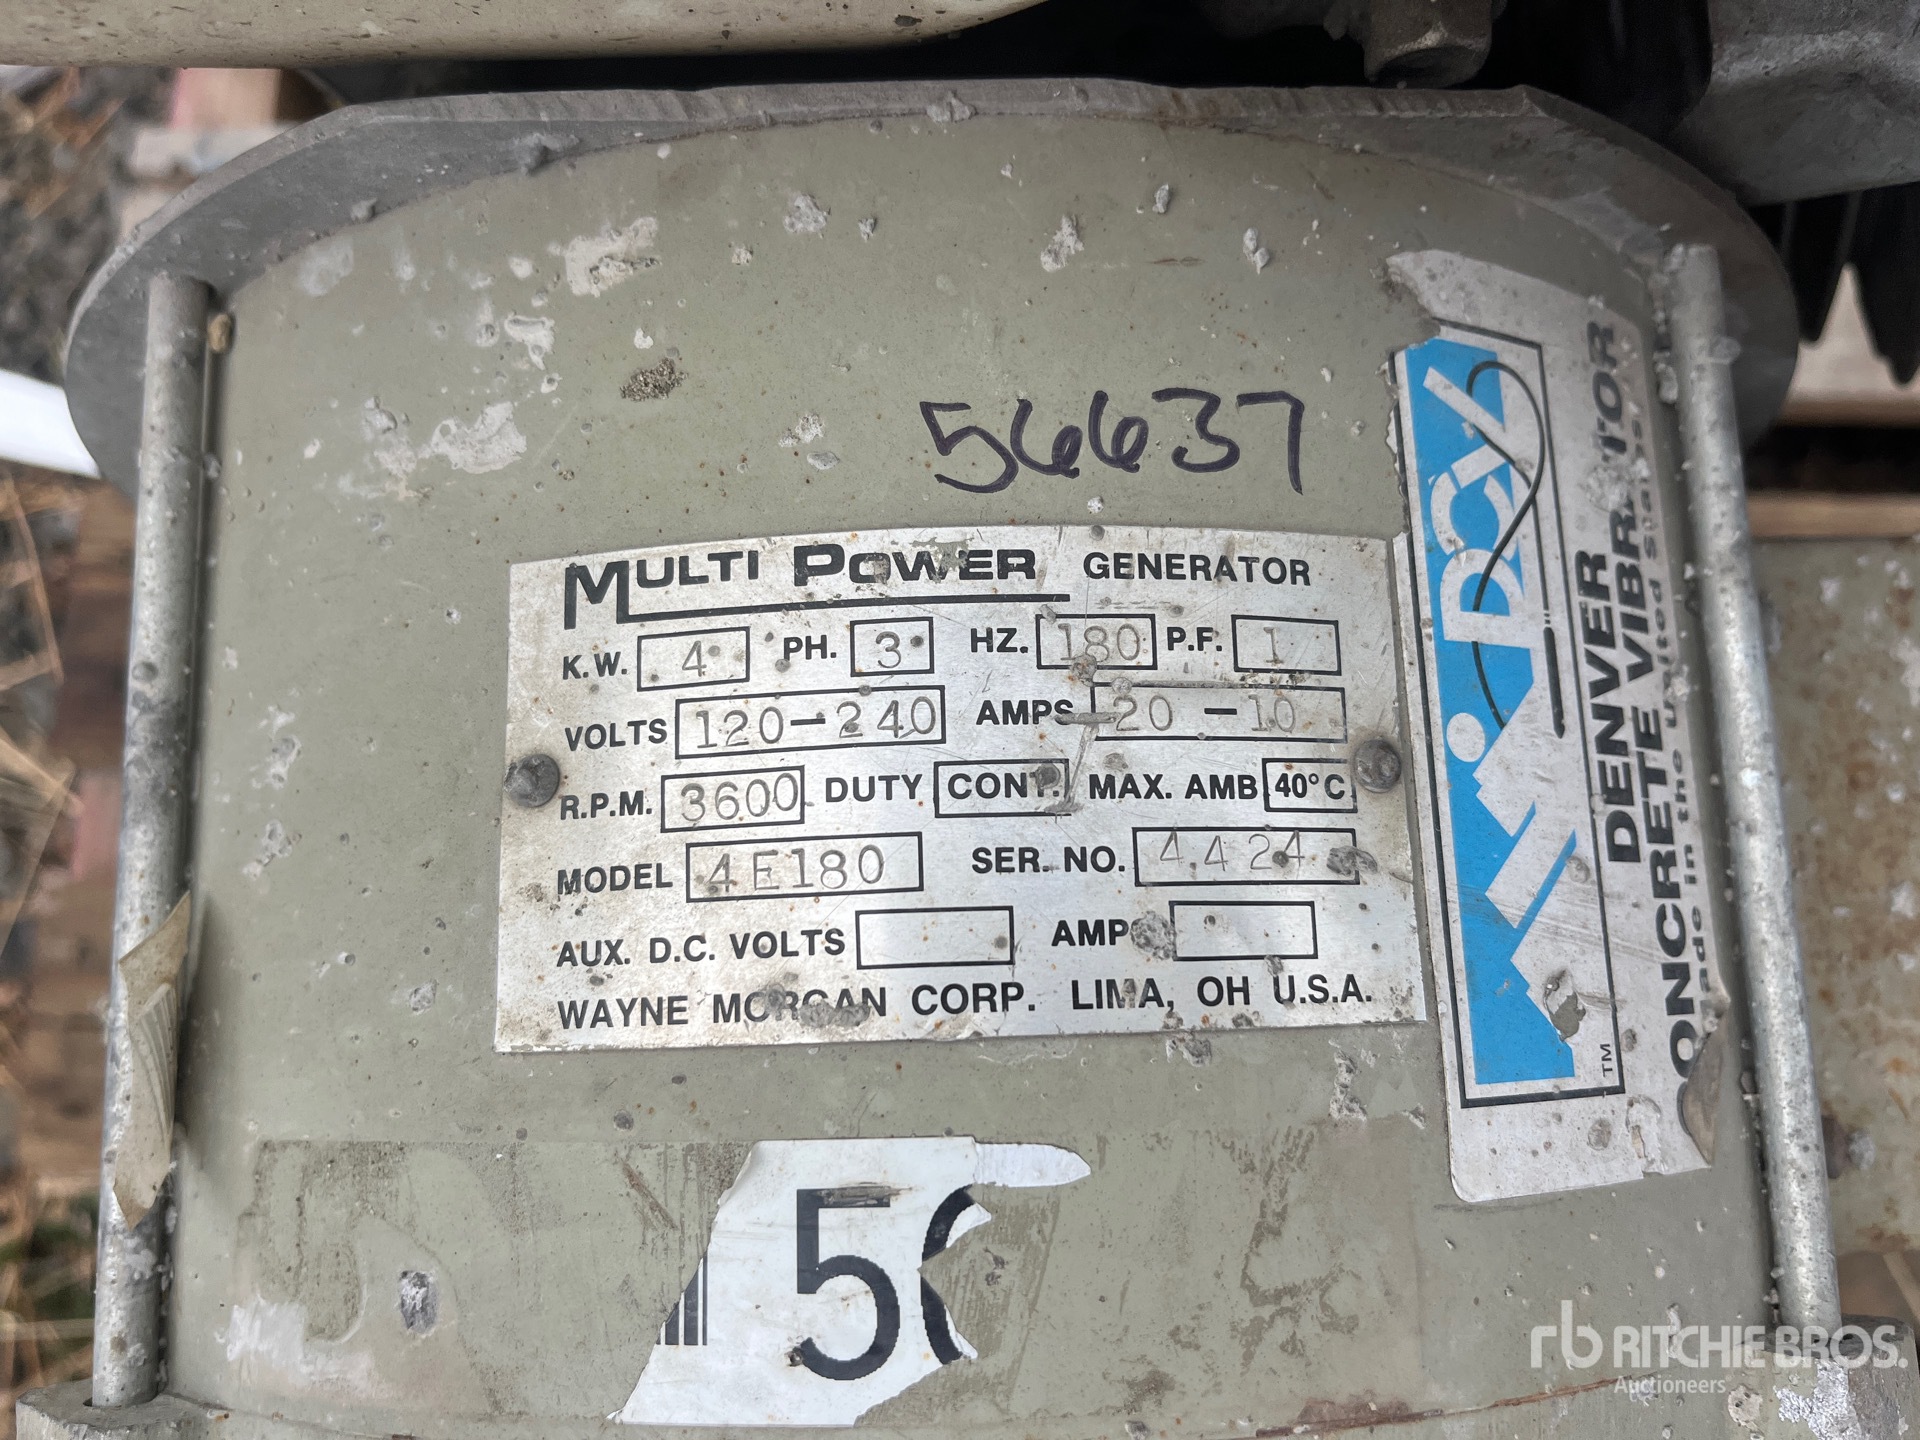 56637
MULTI POWER GENERATOR
K.W. 4 PH. 3 HZ. 180 P.F. 1
VOLTS 120-240 AMPS 20-10
R.P.M. 3600 DUTY CONT. MAX. AMB 40°C
MODEL 4E180 SER. NO. 4424
AUX. D.C. VOLTS AMP
WAYNE MORGAN CORP. LIMA, OH U.S.A.
DCV
TM
DENVER
CONCRETE VIBRATOR
made in the united states
5
rb RITCHIE BROS.
Auctioneers